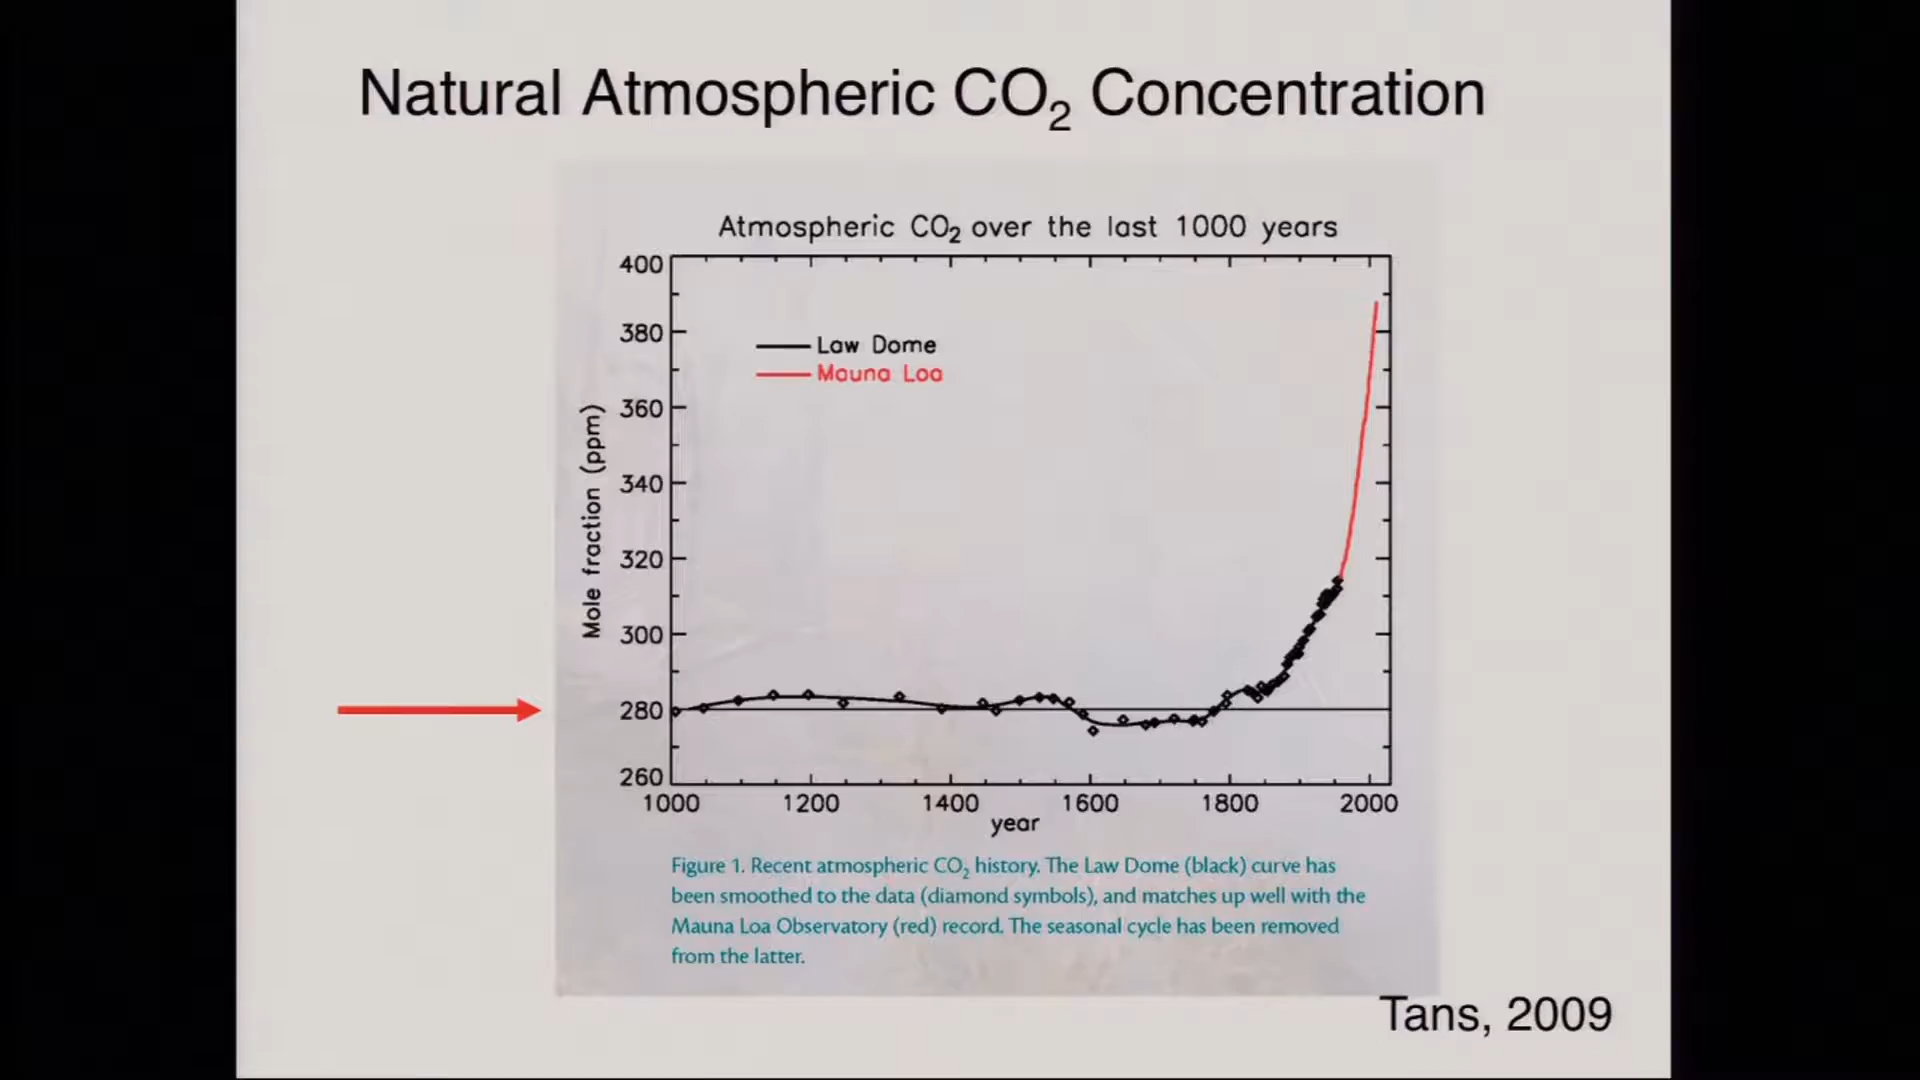 Natural Atmospheric CO₂ Concentration
Atmospheric CO₂ over the last 1000 years
400
380
360
340
320
300
280
260
Mole fraction (ppm)
Law Dome
Mauna Loa
1000 1200 1400 1600 1800 2000
year
Figure 1. Recent atmospheric CO₂ history. The Law Dome (black) curve has
been smoothed to the data (diamond symbols), and matches up well with the
Mauna Loa Observatory (red) record. The seasonal cycle has been removed
from the latter.
Tans, 2009